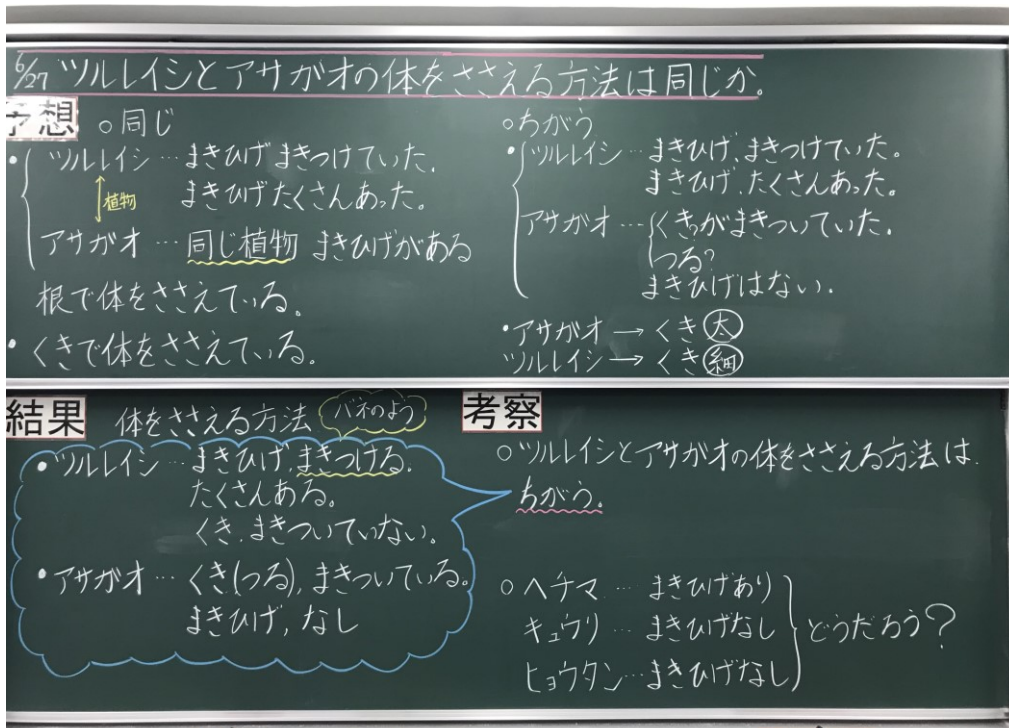 6/27 ツルレイシとアサガオの体をささえる方法は同じか。
予想
○同じ
・ツルレイシ…まきひげまきつけていた。
まきひげたくさんあった。
植物
アサガオ…同じ植物 まきひげがある
根で体をささえている。
・くきで体をささえている。
○ちがう
・ツルレイシ…まきひげ、まきつけていた。
まきひげ、たくさんあった。
アサガオ…くきがまきついていた。
つる?
まきひげはない.
・アサガオ→くき太
ツルレイシ→くき細
結果 体をささえる方法
バネのよう
・ツルレイシ…まきひげ、まきつける。
たくさんある。
くき、まきついていない。
・アサガオ…くき(つる)、まきついている。
まきひげ, なし
考察
○ツルレイシとアサガオの体をささえる方法は、
ちがう。
○ヘチマ…まきひげあり
キュウリ…まきひげなし
どうだろう?
ヒョウタン…まきひげなし